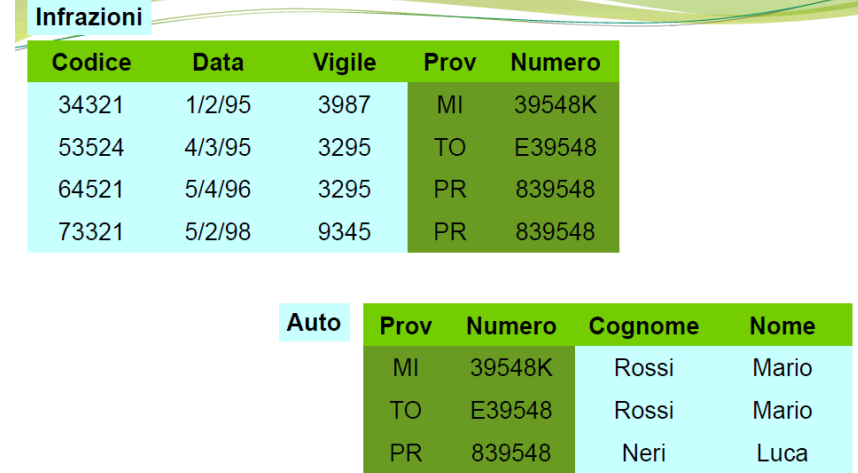 Infrazioni
Codice Data Vigile Prov Numero
34321 1/2/95 3987 MI 39548K
53524 4/3/95 3295 TO E39548
64521 5/4/96 3295 PR 839548
73321 5/2/98 9345 PR 839548
Auto Prov Numero Cognome Nome
MI 39548K Rossi Mario
TO E39548 Rossi Mario
PR 839548 Neri Luca